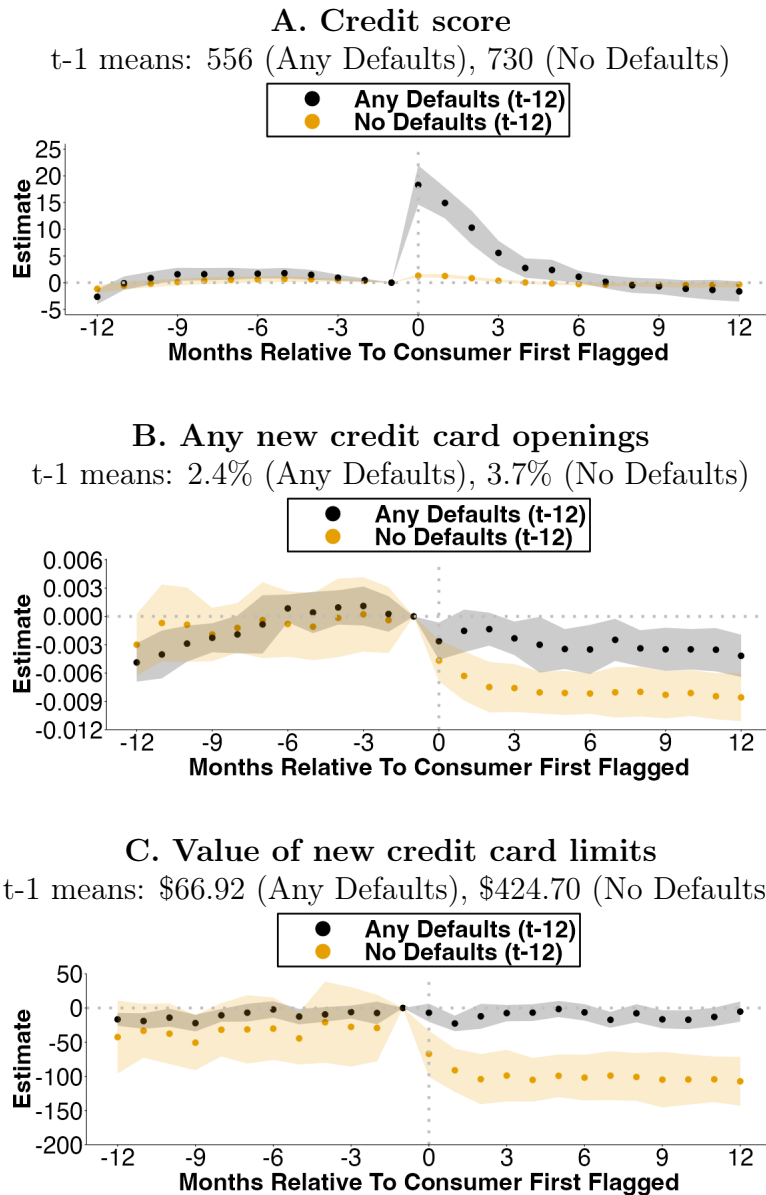 A. Credit score
t-1 means: 556 (Any Defaults), 730 (No Defaults)
Any Defaults (t-12)
No Defaults (t-12)
25
20
15
10
5
0
-5
Estimate
-12 -9 -6 -3 0 3 6 9 12
Months Relative To Consumer First Flagged
B. Any new credit card openings
t-1 means: 2.4% (Any Defaults), 3.7% (No Defaults)
Any Defaults (t-12)
No Defaults (t-12)
0.006
0.003
0.000
-0.003
-0.006
-0.009
-0.012
Estimate
-12 -9 -6 -3 0 3 6 9 12
Months Relative To Consumer First Flagged
C. Value of new credit card limits
t-1 means: $66.92 (Any Defaults), $424.70 (No Defaults
Any Defaults (t-12)
No Defaults (t-12)
50
0
-50
-100
-150
-200
Estimate
-12 -9 -6 -3 0 3 6 9 12
Months Relative To Consumer First Flagged